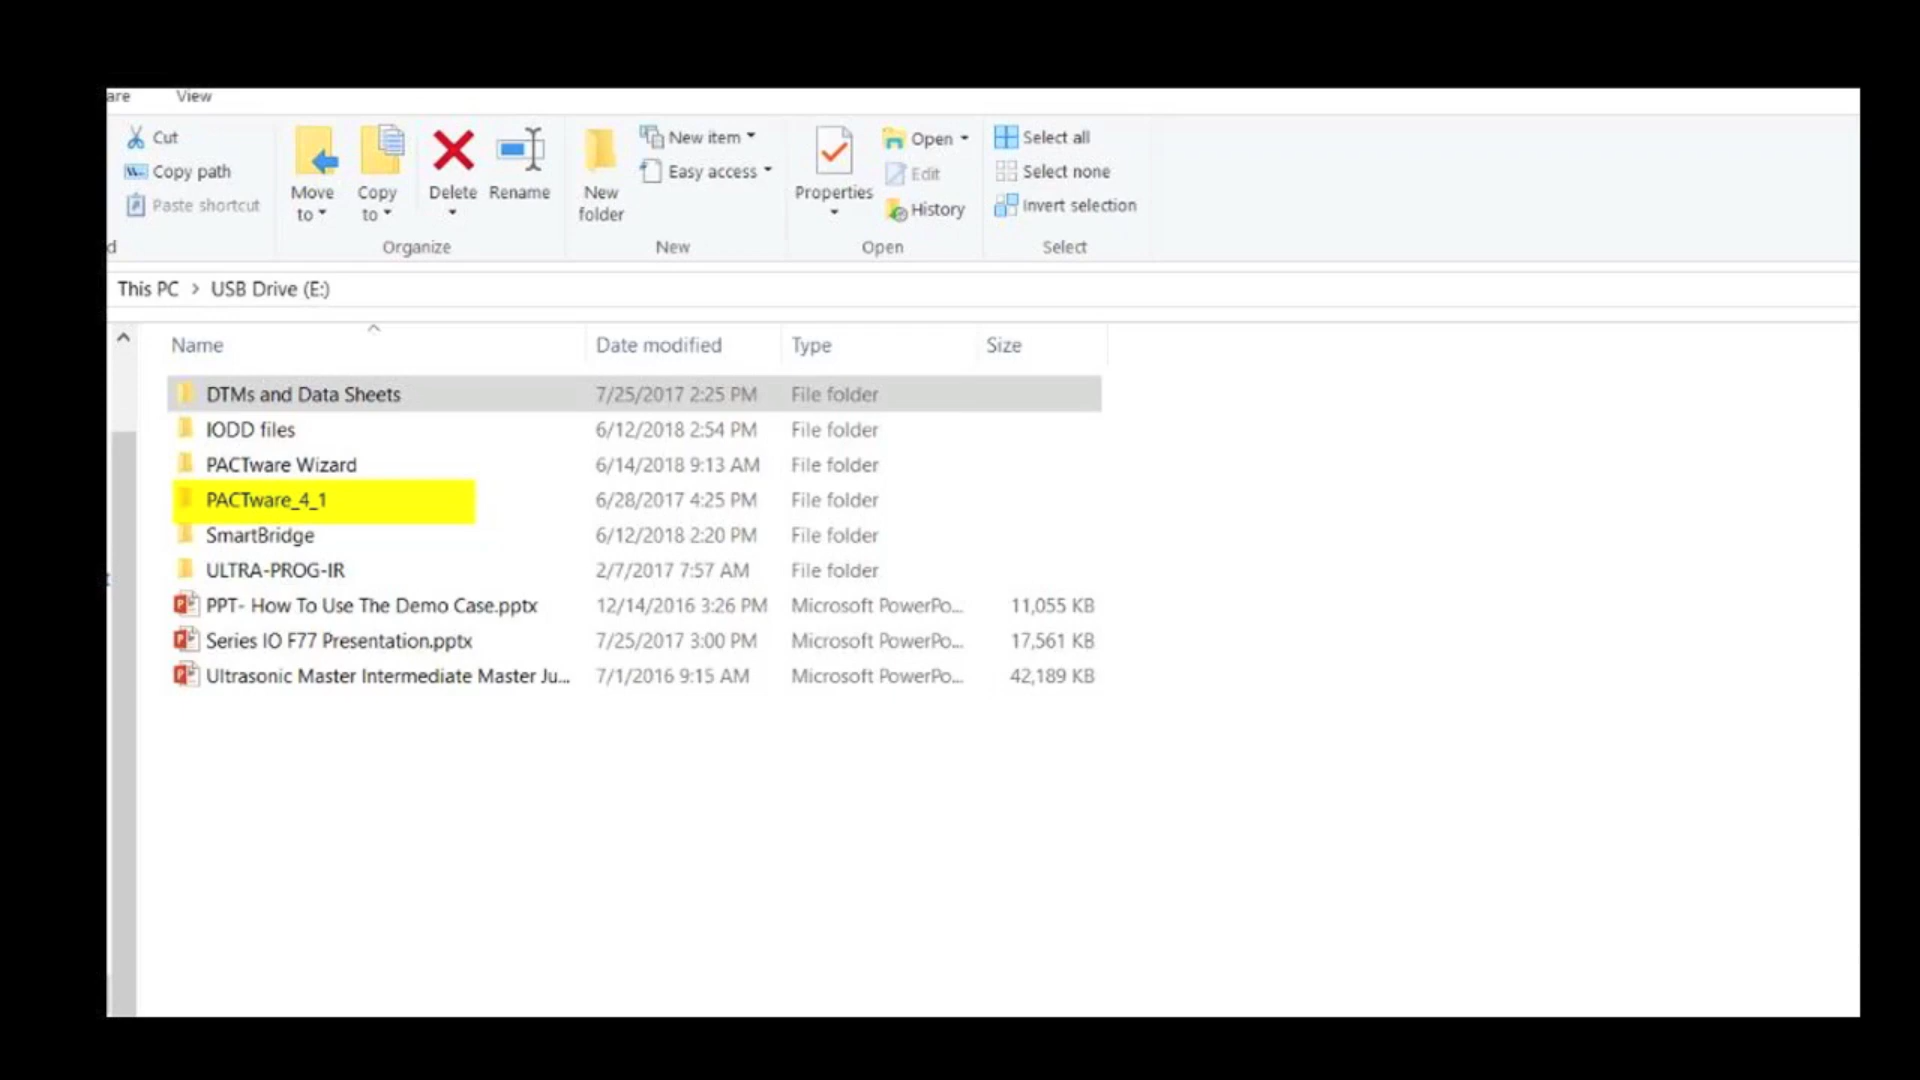 are View
Cut
Copy path
Paste shortcut
Move to
Copy to
Delete
Rename
New folder
New item
Easy access
Properties
Open
Edit
History
Select all
Select none
Invert selection
d Organize New Open Select
This PC > USB Drive (E:)
Name Date modified Type Size
DTMs and Data Sheets 7/25/2017 2:25 PM File folder
IODD files 6/12/2018 2:54 PM File folder
PACTware Wizard 6/14/2018 9:13 AM File folder
PACTware_4_1 6/28/2017 4:25 PM File folder
SmartBridge 6/12/2018 2:20 PM File folder
ULTRA-PROG-IR 2/7/2017 7:57 AM File folder
PPT- How To Use The Demo Case.pptx 12/14/2016 3:26 PM Microsoft PowerPo... 11,055 KB
Series IO F77 Presentation.pptx 7/25/2017 3:00 PM Microsoft PowerPo... 17,561 KB
Ultrasonic Master Intermediate Master Ju... 7/1/2016 9:15 AM Microsoft PowerPo... 42,189 KB